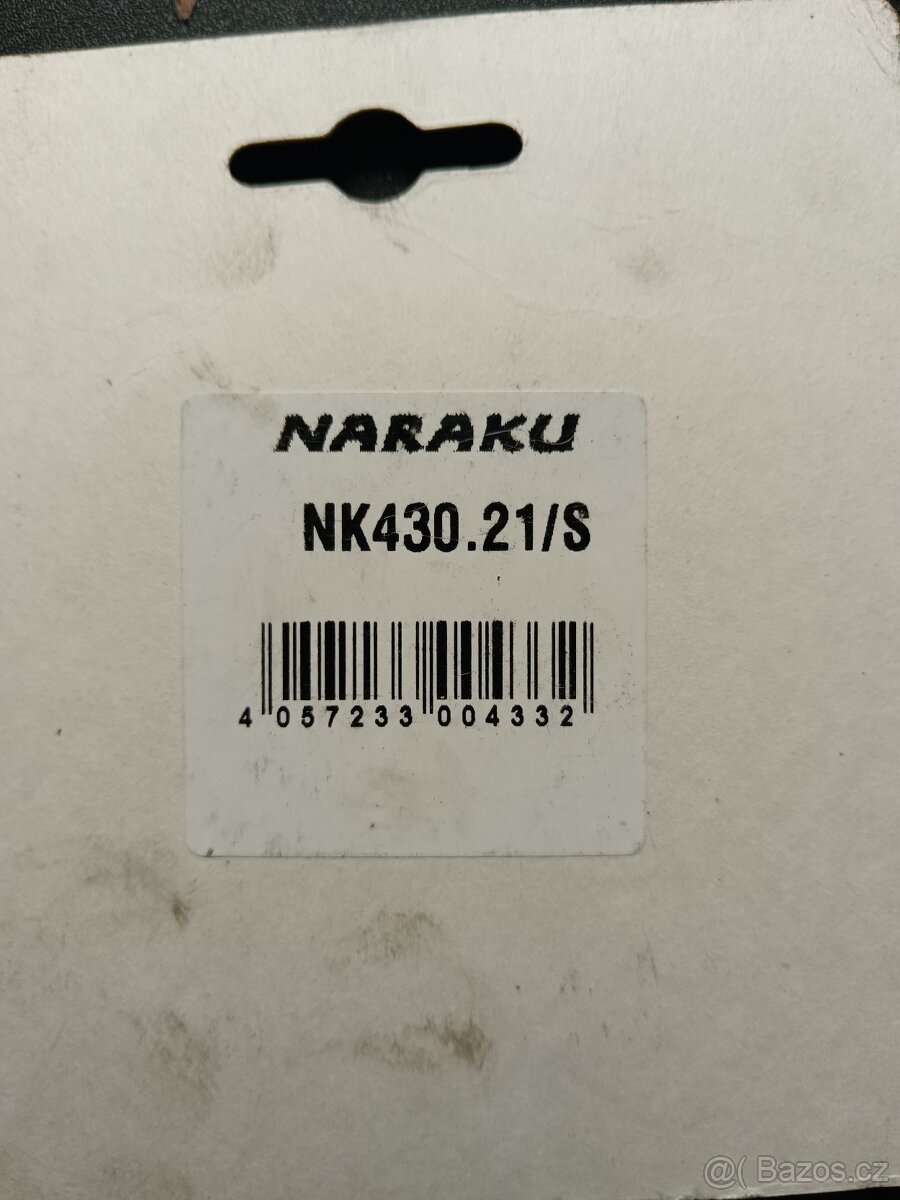 NARAKU
NK430.21/S
4 057233 004332
@( Bazos.cz